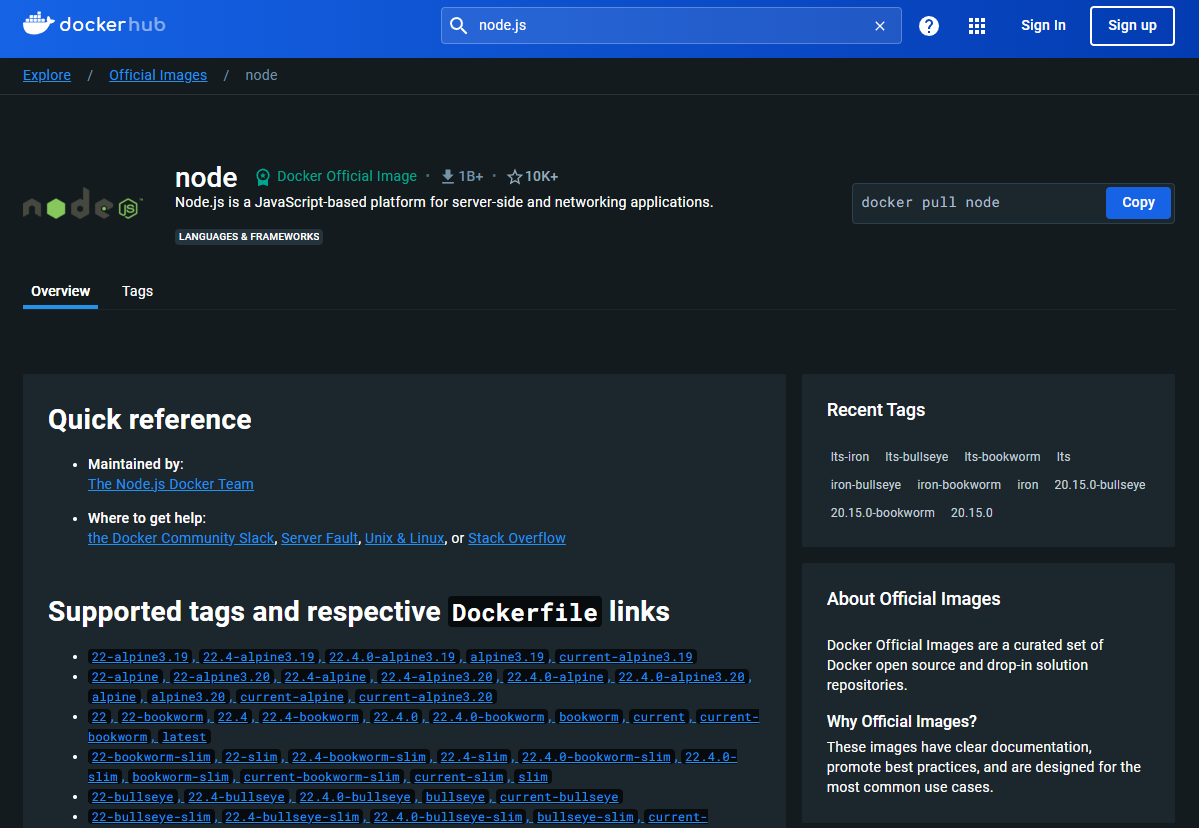 docker hub
node.js
Sign In
Sign up
Explore / Official Images / node
node
node
JS
Docker Official Image · 1B+ · 10K+
Node.js is a JavaScript-based platform for server-side and networking applications.
LANGUAGES & FRAMEWORKS
docker pull node
Copy
Overview
Tags
Quick reference
• Maintained by:
The Node.js Docker Team
• Where to get help:
the Docker Community Slack, Server Fault, Unix & Linux, or Stack Overflow
Supported tags and respective Dockerfile links
• 22-alpine3.19, 22.4-alpine3.19, 22.4.0-alpine3.19, alpine3.19, current-alpine3.19
• 22-alpine, 22-alpine3.20, 22.4-alpine, 22.4-alpine3.20, 22.4.0-alpine, 22.4.0-alpine3.20,
alpine, alpine3.20, current-alpine, current-alpine3.20
• 22, 22-bookworm, 22.4, 22.4-bookworm, 22.4.0, 22.4.0-bookworm, bookworm, current, current-
bookworm, latest
• 22-bookworm-slim, 22-slim, 22.4-bookworm-slim, 22.4-slim, 22.4.0-bookworm-slim, 22.4.0-
slim, bookworm-slim, current-bookworm-slim, current-slim, slim
• 22-bullseye, 22.4-bullseye, 22.4.0-bullseye, bullseye, current-bullseye
• 22-bullseye-slim, 22.4-bullseye-slim, 22.4.0-bullseye-slim, bullseye-slim, current-
Recent Tags
lts-iron lts-bullseye lts-bookworm lts
iron-bullseye iron-bookworm iron 20.15.0-bullseye
20.15.0-bookworm 20.15.0
About Official Images
Docker Official Images are a curated set of
Docker open source and drop-in solution
repositories.
Why Official Images?
These images have clear documentation,
promote best practices, and are designed for the
most common use cases.